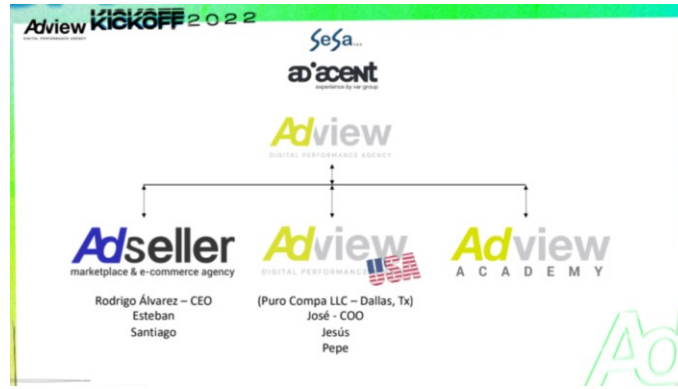 Adview KICKOFF 2022
DIGITAL PERFORMANCE AGENCY
SeSa
ad'acent
experience by var group
Adview
DIGITAL PERFORMANCE AGENCY
Adseller
marketplace & e-commerce agency
Rodrigo Álvarez – CEO
Esteban
Santiago
Adview
DIGITAL PERFORMANCE
USA
(Puro Compa LLC – Dallas, Tx)
José - COO
Jesús
Pepe
Adview
ACADEMY
Ad